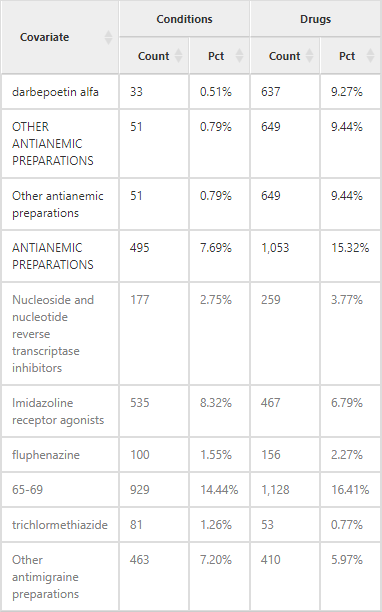 Covariate Conditions Drugs
Count Pct Count Pct
darbepoetin alfa 33 0.51% 637 9.27%
OTHER 51 0.79% 649 9.44%
ANTIANEMIC
PREPARATIONS
Other antianemic 51 0.79% 649 9.44%
preparations
ANTIANEMIC 495 7.69% 1,053 15.32%
PREPARATIONS
Nucleoside and 177 2.75% 259 3.77%
nucleotide
reverse
transcriptase
inhibitors
Imidazoline 535 8.32% 467 6.79%
receptor agonists
fluphenazine 100 1.55% 156 2.27%
65-69 929 14.44% 1,128 16.41%
trichlormethiazide 81 1.26% 53 0.77%
Other 463 7.20% 410 5.97%
antimigraine
preparations